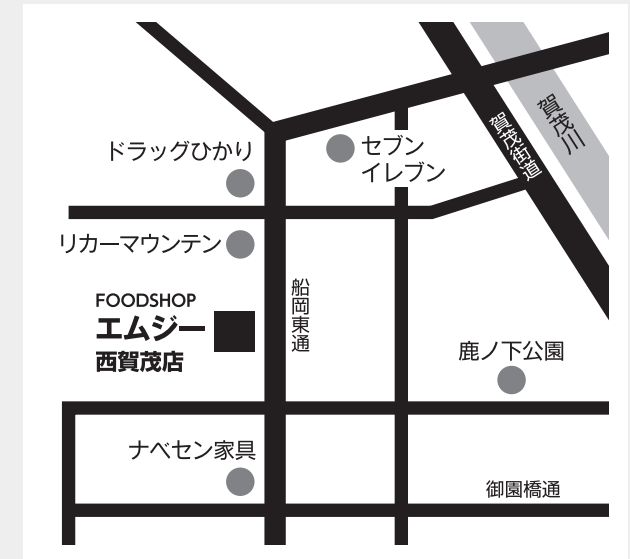 ドラッグひかり
セブン
イレブン
賀茂街道
賀茂川
リカーマウンテン
船岡東通
FOODSHOP
エムジー
西賀茂店
鹿ノ下公園
ナベセン家具
御園橋通